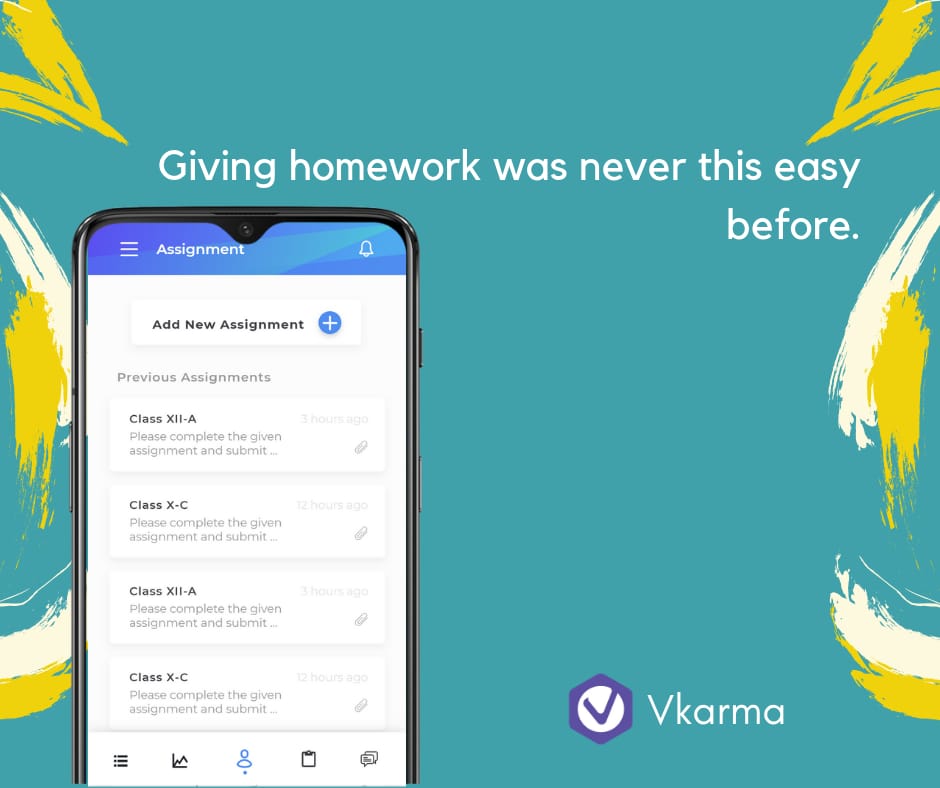 Giving homework was never this easy
before.
Assignment
Add New Assignment
Previous Assignments
Class XII-A 3 hours ago
Please complete the given
assignment and submit ...
Class X-C 12 hours ago
Please complete the given
assignment and submit ...
Class XII-A 3 hours ago
Please complete the given
assignment and submit ...
Class X-C 12 hours ago
Please complete the given
assignment and submit ...
Vkarma